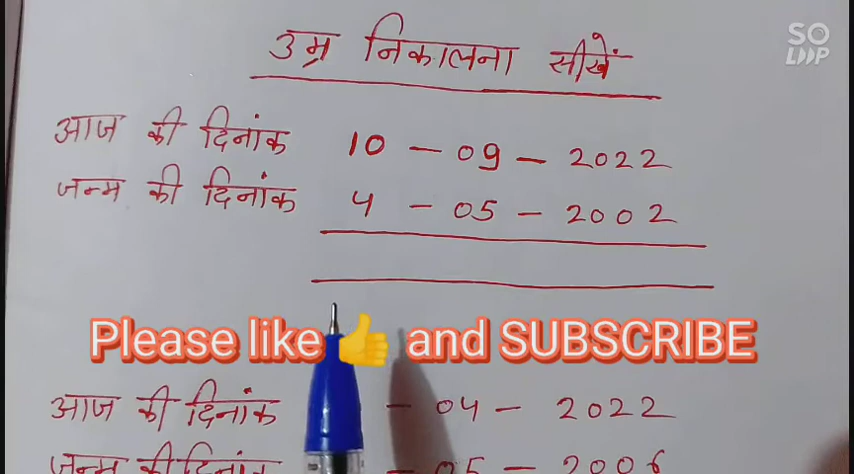 SO
LOOP
उम्र निकालना सीखें
आज की दिनांक 10 - 09 - 2022
जन्म की दिनांक 4 - 05 - 2002
Please like 👍 and SUBSCRIBE
आज की दिनांक - 04 - 2022
जन्म की दिनांक - 05 - 2006